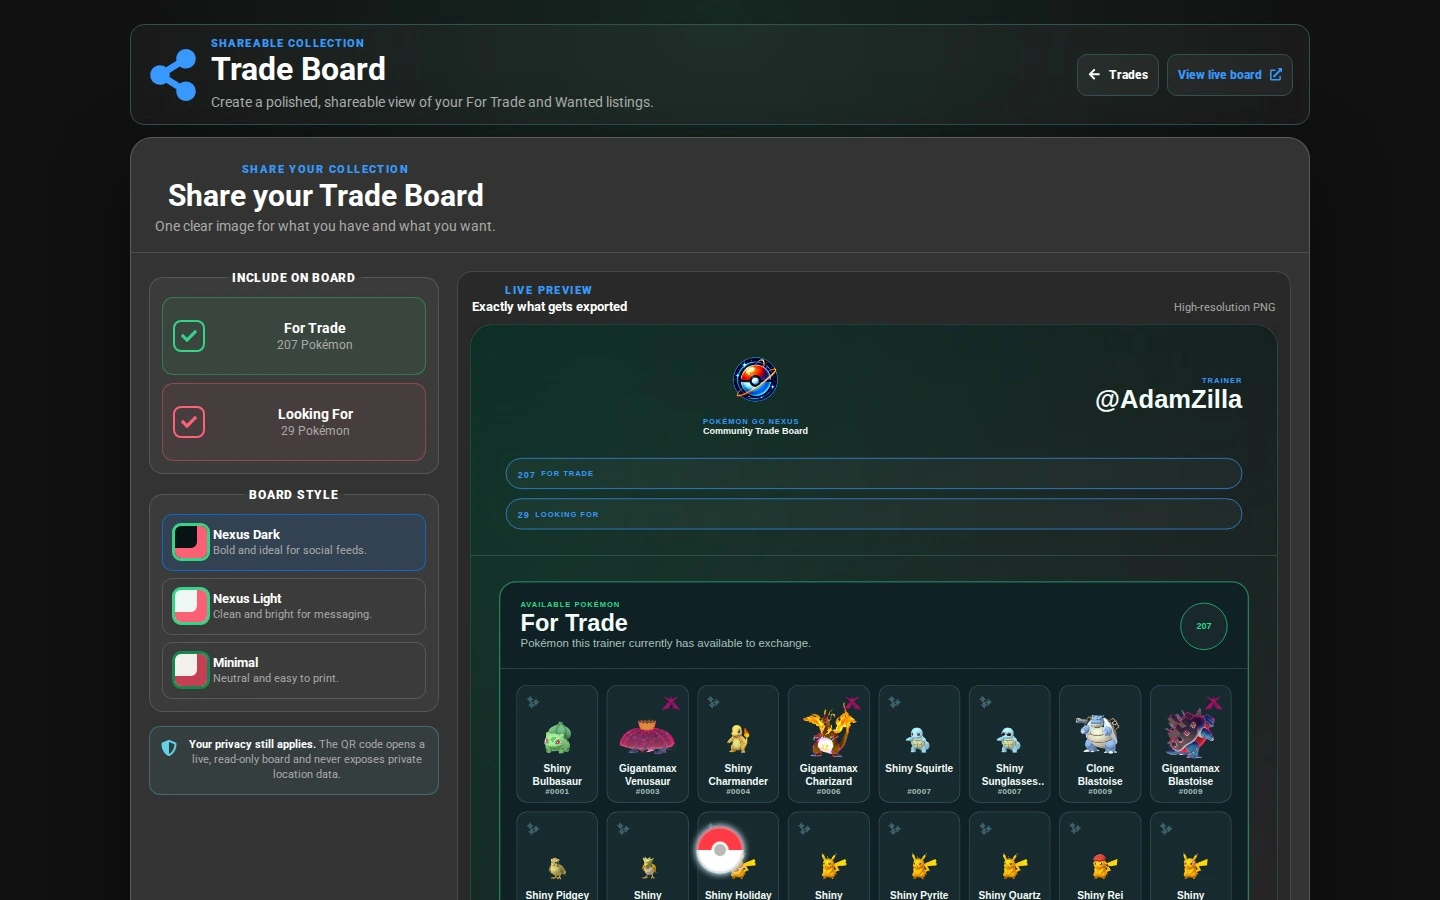 SHAREABLE COLLECTION
Trade Board
Create a polished, shareable view of your For Trade and Wanted listings.
Trades
View live board
SHARE YOUR COLLECTION
Share your Trade Board
One clear image for what you have and what you want.
INCLUDE ON BOARD
For Trade
207 Pokémon
Looking For
29 Pokémon
BOARD STYLE
Nexus Dark
Bold and ideal for social feeds.
Nexus Light
Clean and bright for messaging.
Minimal
Neutral and easy to print.
Your privacy still applies. The QR code opens a
live, read-only board and never exposes private
location data.
LIVE PREVIEW
Exactly what gets exported
High-resolution PNG
POKÉMON GO NEXUS
Community Trade Board
TRAINER
@AdamZilla
207 FOR TRADE
29 LOOKING FOR
AVAILABLE POKÉMON
For Trade
Pokémon this trainer currently has available to exchange.
207
Shiny
Bulbasaur
#0001
Gigantamax
Venusaur
#0003
Shiny
Charmander
#0004
Gigantamax
Charizard
#0006
Shiny Squirtle
#0007
Shiny
Sunglasses..
#0007
Clone
Blastoise
#0009
Gigantamax
Blastoise
#0009
Shiny Pidgey
Shiny
Shiny Holiday
Shiny
Shiny Pyrite
Shiny Quartz
Shiny Rei
Shiny